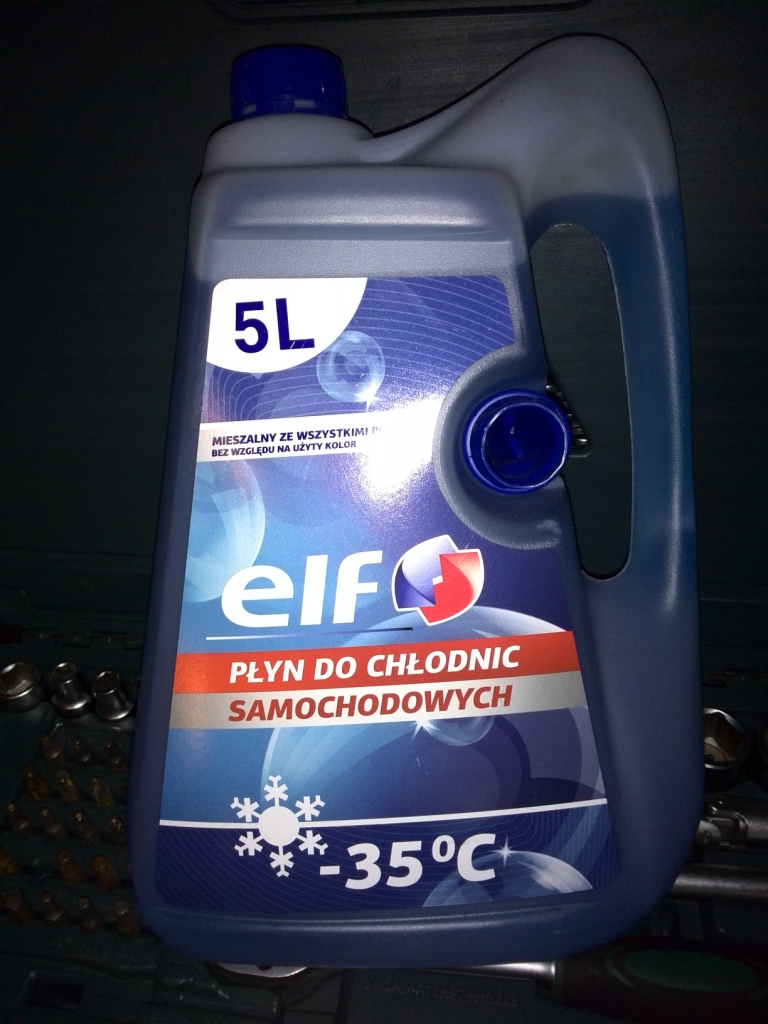 5L
MIESZALNY ZE WSZYSTKIMI
BEZ WZGLĘDU NA UŻYTY KOLOR
elf
PŁYN DO CHŁODNIC
SAMOCHODOWYCH
-35°C